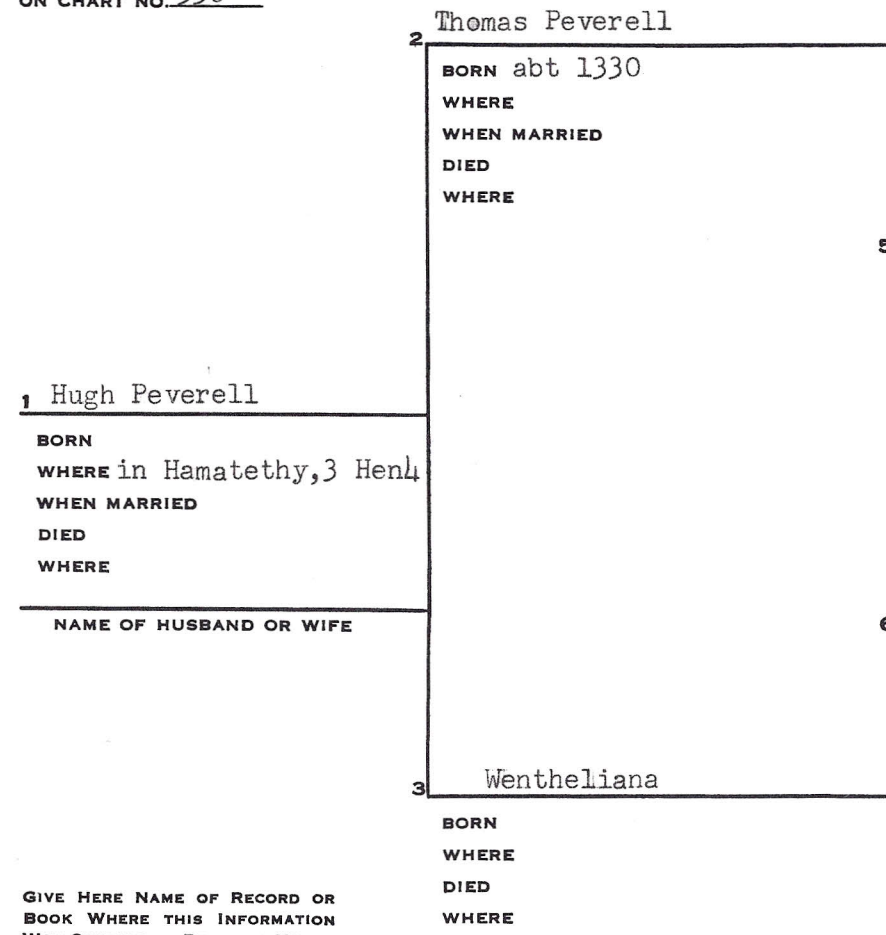 ON CHART NO.
Thomas Peverell
2
BORN abt 1330
WHERE
WHEN MARRIED
DIED
WHERE
5
1 Hugh Peverell
BORN
WHERE in Hamatethy,3 Hen4
WHEN MARRIED
DIED
WHERE
NAME OF HUSBAND OR WIFE
6
3 Wentheliana
BORN
WHERE
DIED
WHERE
GIVE HERE NAME OF RECORD OR
BOOK WHERE THIS INFORMATION